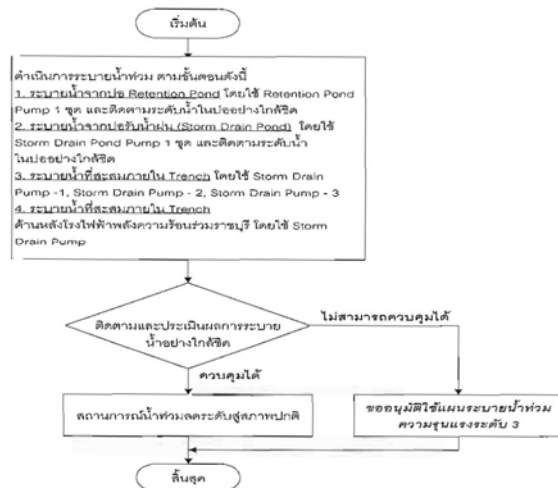 เริ่มต้น
ดำเนินการระบายน้ำท่วม ตามขั้นตอนดังนี้
1. ระบายน้ำจากบ่อ Retention Pond โดยใช้ Retention Pond
Pump 1 ชุด และติดตามระดับน้ำในบ่ออย่างใกล้ชิด
2. ระบายน้ำจากบ่อรับน้ำฝน (Storm Drain Pond) โดยใช้
Storm Drain Pond Pump 1 ชุด และติดตามระดับน้ำ
ในบ่ออย่างใกล้ชิด
3. ระบายน้ำที่สะสมภายใน Trench โดยใช้ Storm Drain
Pump -1, Storm Drain Pump - 2, Storm Drain Pump - 3
4. ระบายน้ำที่สะสมภายใน Trench
ด้านหลังโรงไฟฟ้าพลังความร้อนร่วมราชบุรี โดยใช้ Storm
Drain Pump
ติดตามและประเมินผลการระบาย
น้ำอย่างใกล้ชิด
ไม่สามารถควบคุมได้
ควบคุมได้
สถานการณ์น้ำท่วมลดระดับสู่สภาพปกติ
ขออนุมัติใช้แผนระบายน้ำท่วม
ความรุนแรงระดับ 3
สิ้นสุด